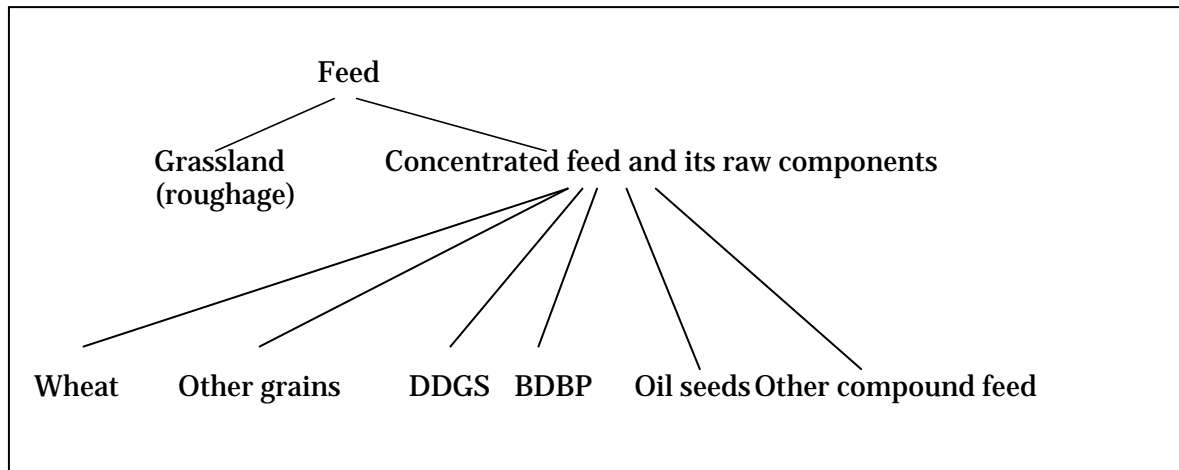 Feed
Grassland
(roughage)
Concentrated feed and its raw components
Wheat
Other grains
DDGS
BDBP
Oil seeds
Other compound feed